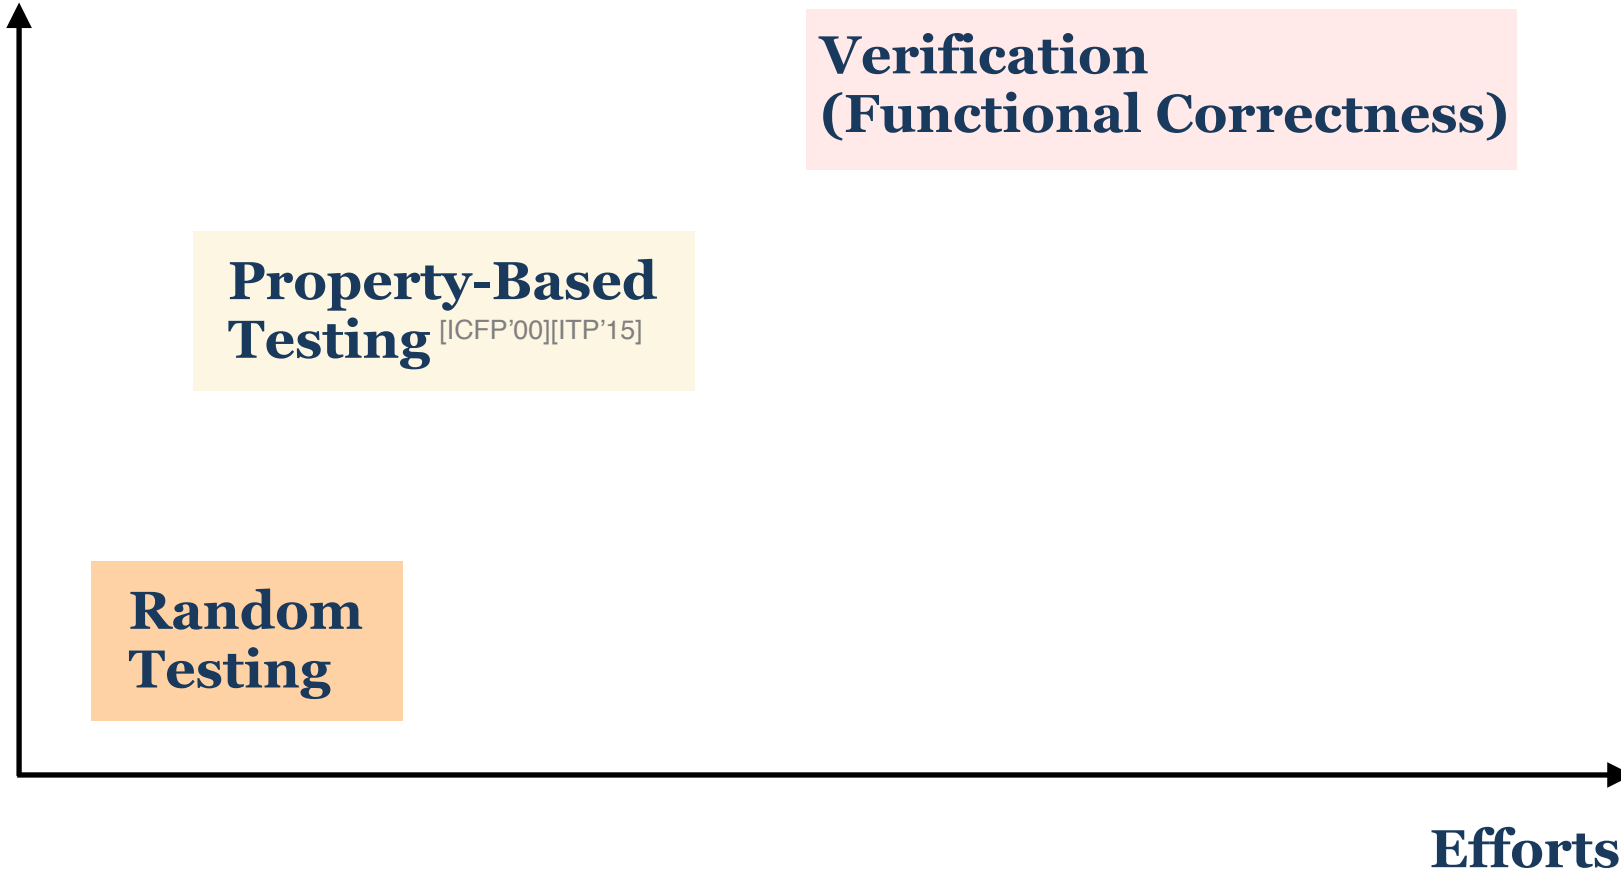 Verification
(Functional Correctness)
Property-Based
Testing [ICFP’00][ITP’15]
Random
Testing
Efforts